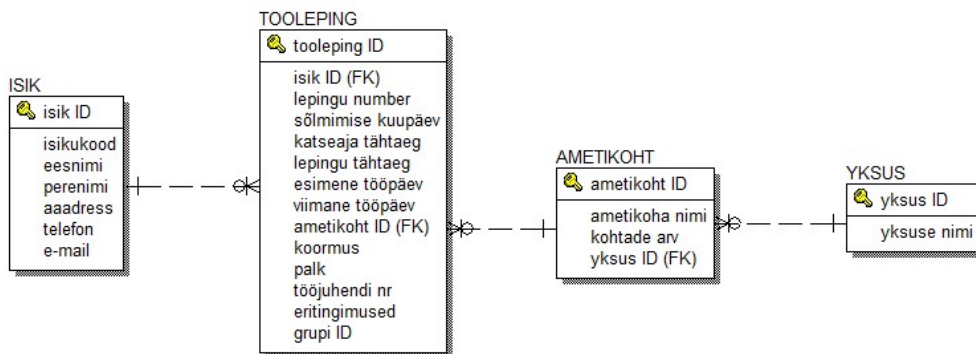 ISIK
isik ID
isikukood
eesnimi
perenimi
aaadress
telefon
e-mail
TOOLEPING
tooleping ID
isik ID (FK)
lepingu number
sõlmimise kuupäev
katseaja tähtaeg
lepingu tähtaeg
esimene tööpäev
viimane tööpäev
ametikoht ID (FK)
koormus
palk
tööjuhendi nr
eritingimused
grupi ID
AMETIKOHT
ametikoht ID
ametikoha nimi
kohtade arv
yksus ID (FK)
YKSUS
yksus ID
yksuse nimi